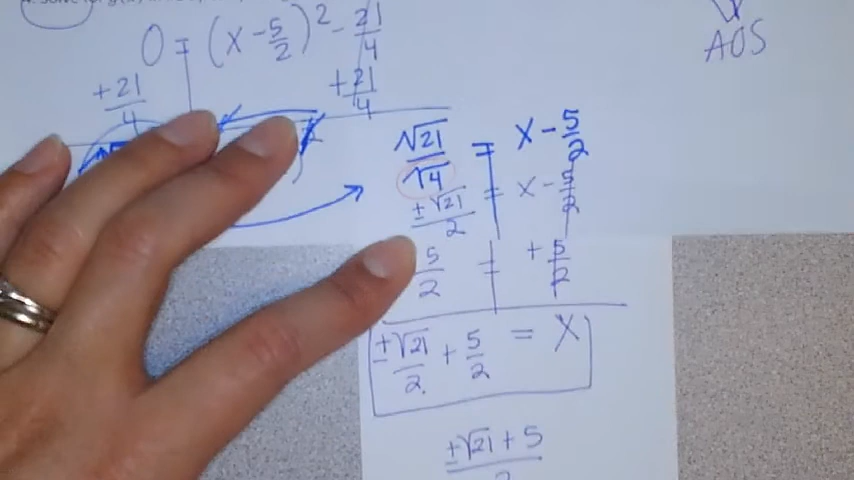 0 = (x - 5/2)² - 21/4
+21/4 +21/4
AOS
√21/√4 = x - 5/2
±√21/2 = x - 5/2
5/2 = + 5/2
±√21/2 + 5/2 = x
±√21 + 5